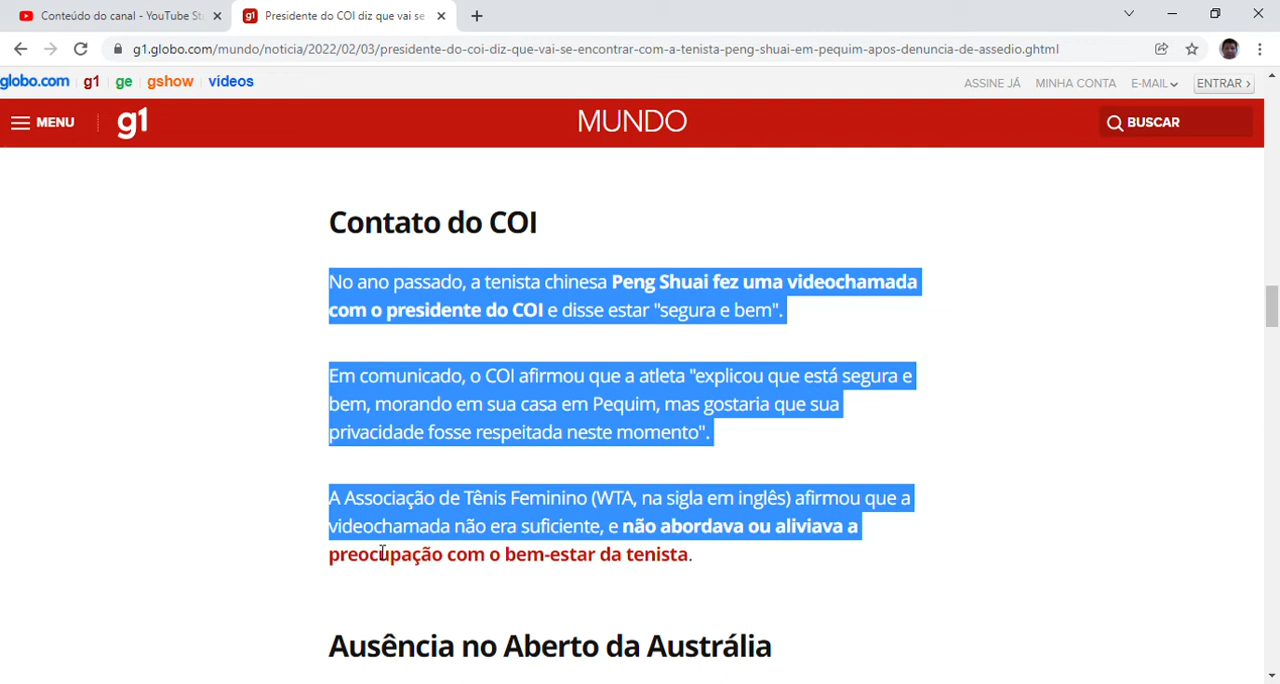 Conteúdo do canal - YouTube St
Presidente do COI diz que vai se
g1.globo.com/mundo/noticia/2022/02/03/presidente-do-coi-diz-que-vai-se-encontrar-com-a-tenista-peng-shuai-em-pequim-apos-denuncia-de-assedio.ghtml
globo.com g1 ge gshow videos
ASSINE JÁ MINHA CONTA E-MAIL ENTRAR ›
MENU g1 MUNDO BUSCAR
Contato do COI
No ano passado, a tenista chinesa Peng Shuai fez uma videochamada
com o presidente do COI e disse estar "segura e bem".
Em comunicado, o COI afirmou que a atleta "explicou que está segura e
bem, morando em sua casa em Pequim, mas gostaria que sua
privacidade fosse respeitada neste momento".
A Associação de Tênis Feminino (WTA, na sigla em inglês) afirmou que a
videochamada não era suficiente, e não abordava ou aliviava a
preocupação com o bem-estar da tenista.
Ausência no Aberto da Austrália